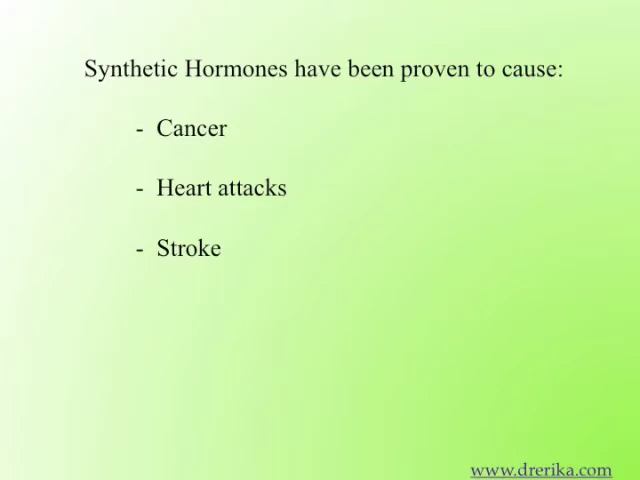 Synthetic Hormones have been proven to cause:
- Cancer
- Heart attacks
- Stroke
www.drerika.com